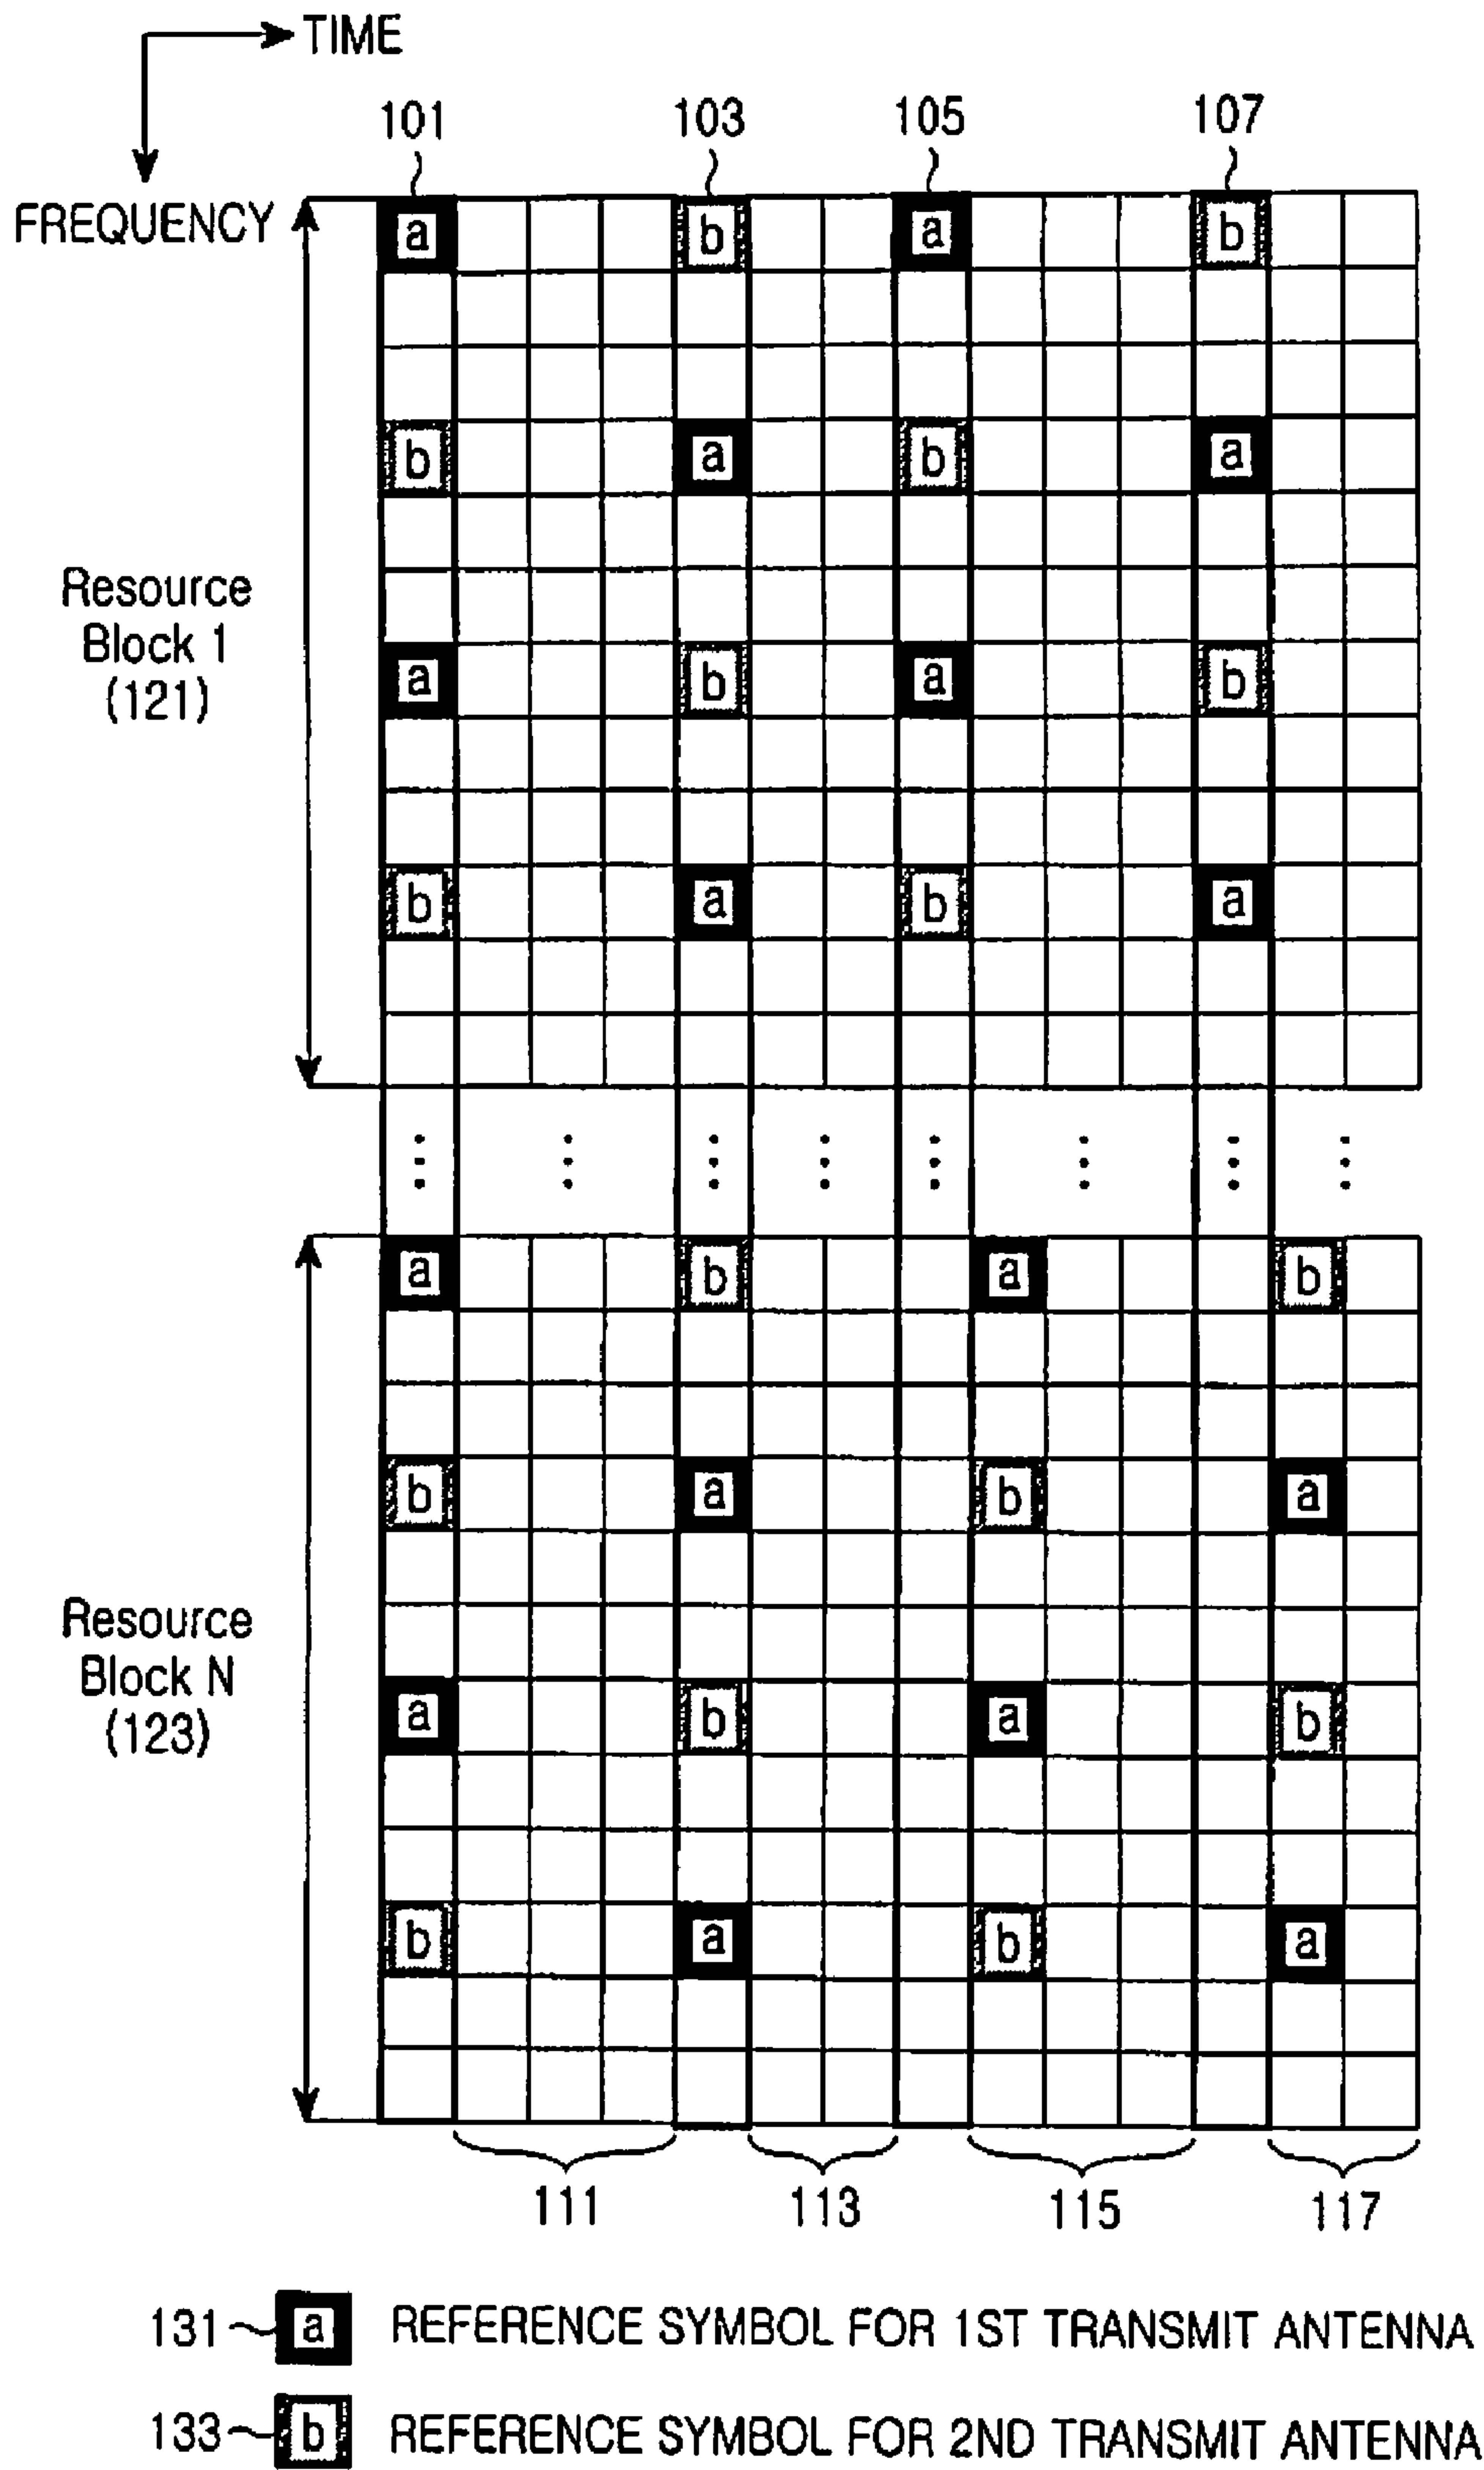 TIME
101 103 105 107
FREQUENCY
a b a b
b a b a
Resource
Block 1
(121)
a b a b
b a b a
a b a b
b a b a
Resource
Block N
(123)
a b a b
b a b a
111 113 115 117
131 a REFERENCE SYMBOL FOR 1ST TRANSMIT ANTENNA
133 b REFERENCE SYMBOL FOR 2ND TRANSMIT ANTENNA